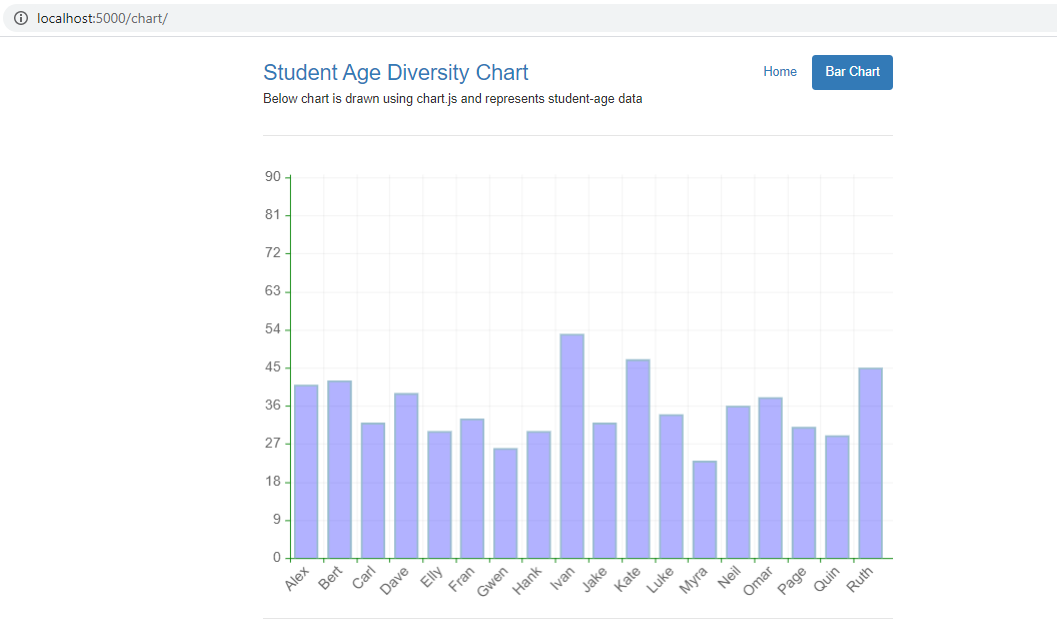 localhost:5000/chart/
Student Age Diversity Chart
Home
Bar Chart
Below chart is drawn using chart.js and represents student-age data
90
81
72
63
54
45
36
27
18
9
0
Alex
Bert
Carl
Dave
Elly
Fran
Gwen
Hank
Ivan
Jake
Kate
Luke
Myra
Neil
Omar
Page
Quin
Ruth